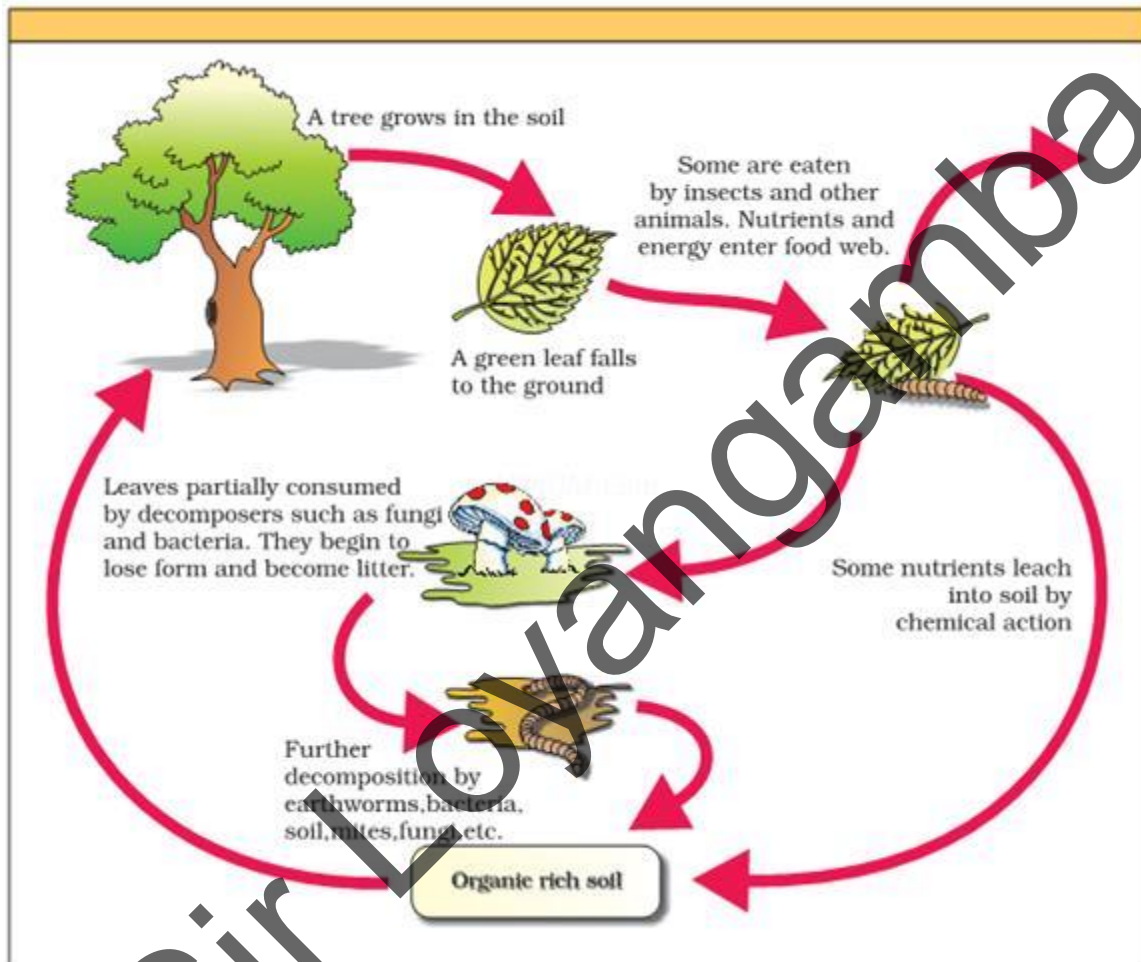 A tree grows in the soil
Some are eaten
by insects and other
animals. Nutrients and
energy enter food web.
A green leaf falls
to the ground
Leaves partially consumed
by decomposers such as fungi
and bacteria. They begin to
lose form and become litter.
Some nutrients leach
into soil by
chemical action
Further
decomposition by
earthworms,bacteria,
soil,mites,fungi,etc.
Organic rich soil
Sir Loyangamba